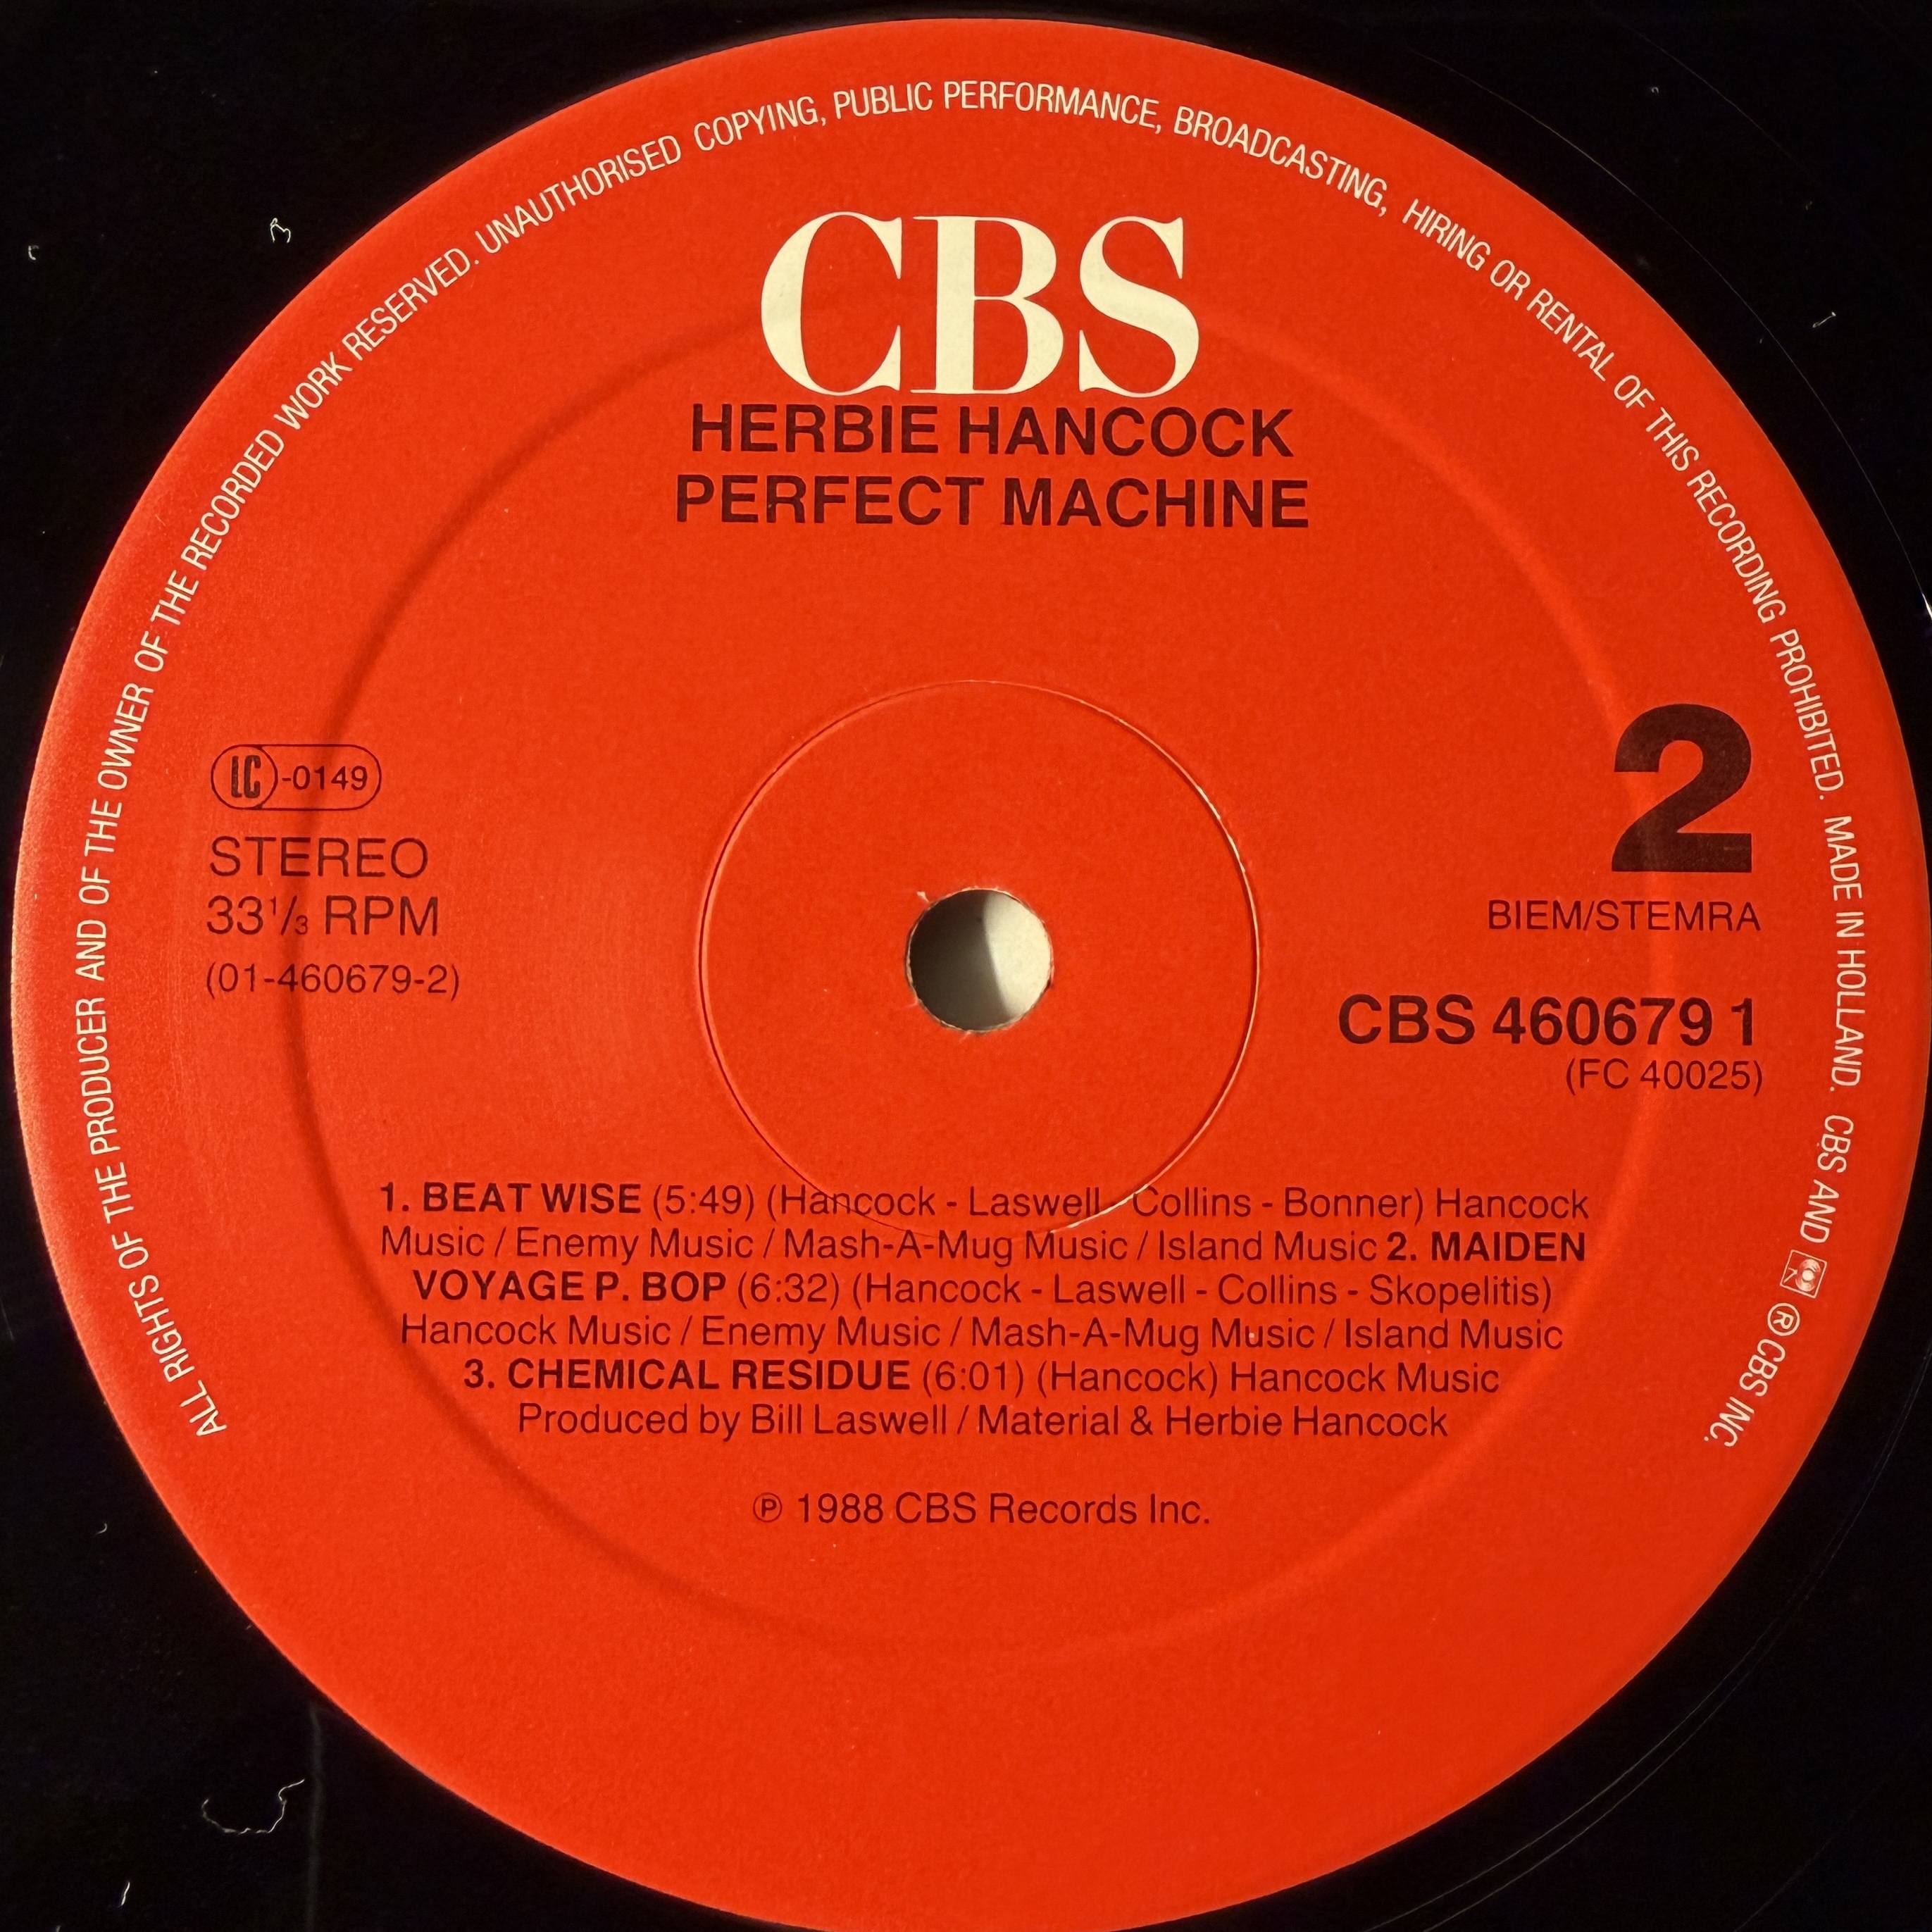 ALL RIGHTS OF THE PRODUCER AND OF THE OWNER OF THE RECORDED WORK RESERVED. UNAUTHORISED COPYING, PUBLIC PERFORMANCE, BROADCASTING, HIRING OR RENTAL OF THIS RECORDING PROHIBITED. MADE IN HOLLAND. CBS AND ® CBS INC.
CBS
HERBIE HANCOCK
PERFECT MACHINE
LC-0149
STEREO
33⅓ RPM
(01-460679-2)
2
BIEM/STEMRA
CBS 460679 1
(FC 40025)
1. BEAT WISE (5:49) (Hancock - Laswell - Collins - Bonner) Hancock
Music / Enemy Music / Mash-A-Mug Music / Island Music 2. MAIDEN
VOYAGE P. BOP (6:32) (Hancock - Laswell - Collins - Skopelitis)
Hancock Music / Enemy Music / Mash-A-Mug Music / Island Music
3. CHEMICAL RESIDUE (6:01) (Hancock) Hancock Music
Produced by Bill Laswell / Material & Herbie Hancock
℗ 1988 CBS Records Inc.